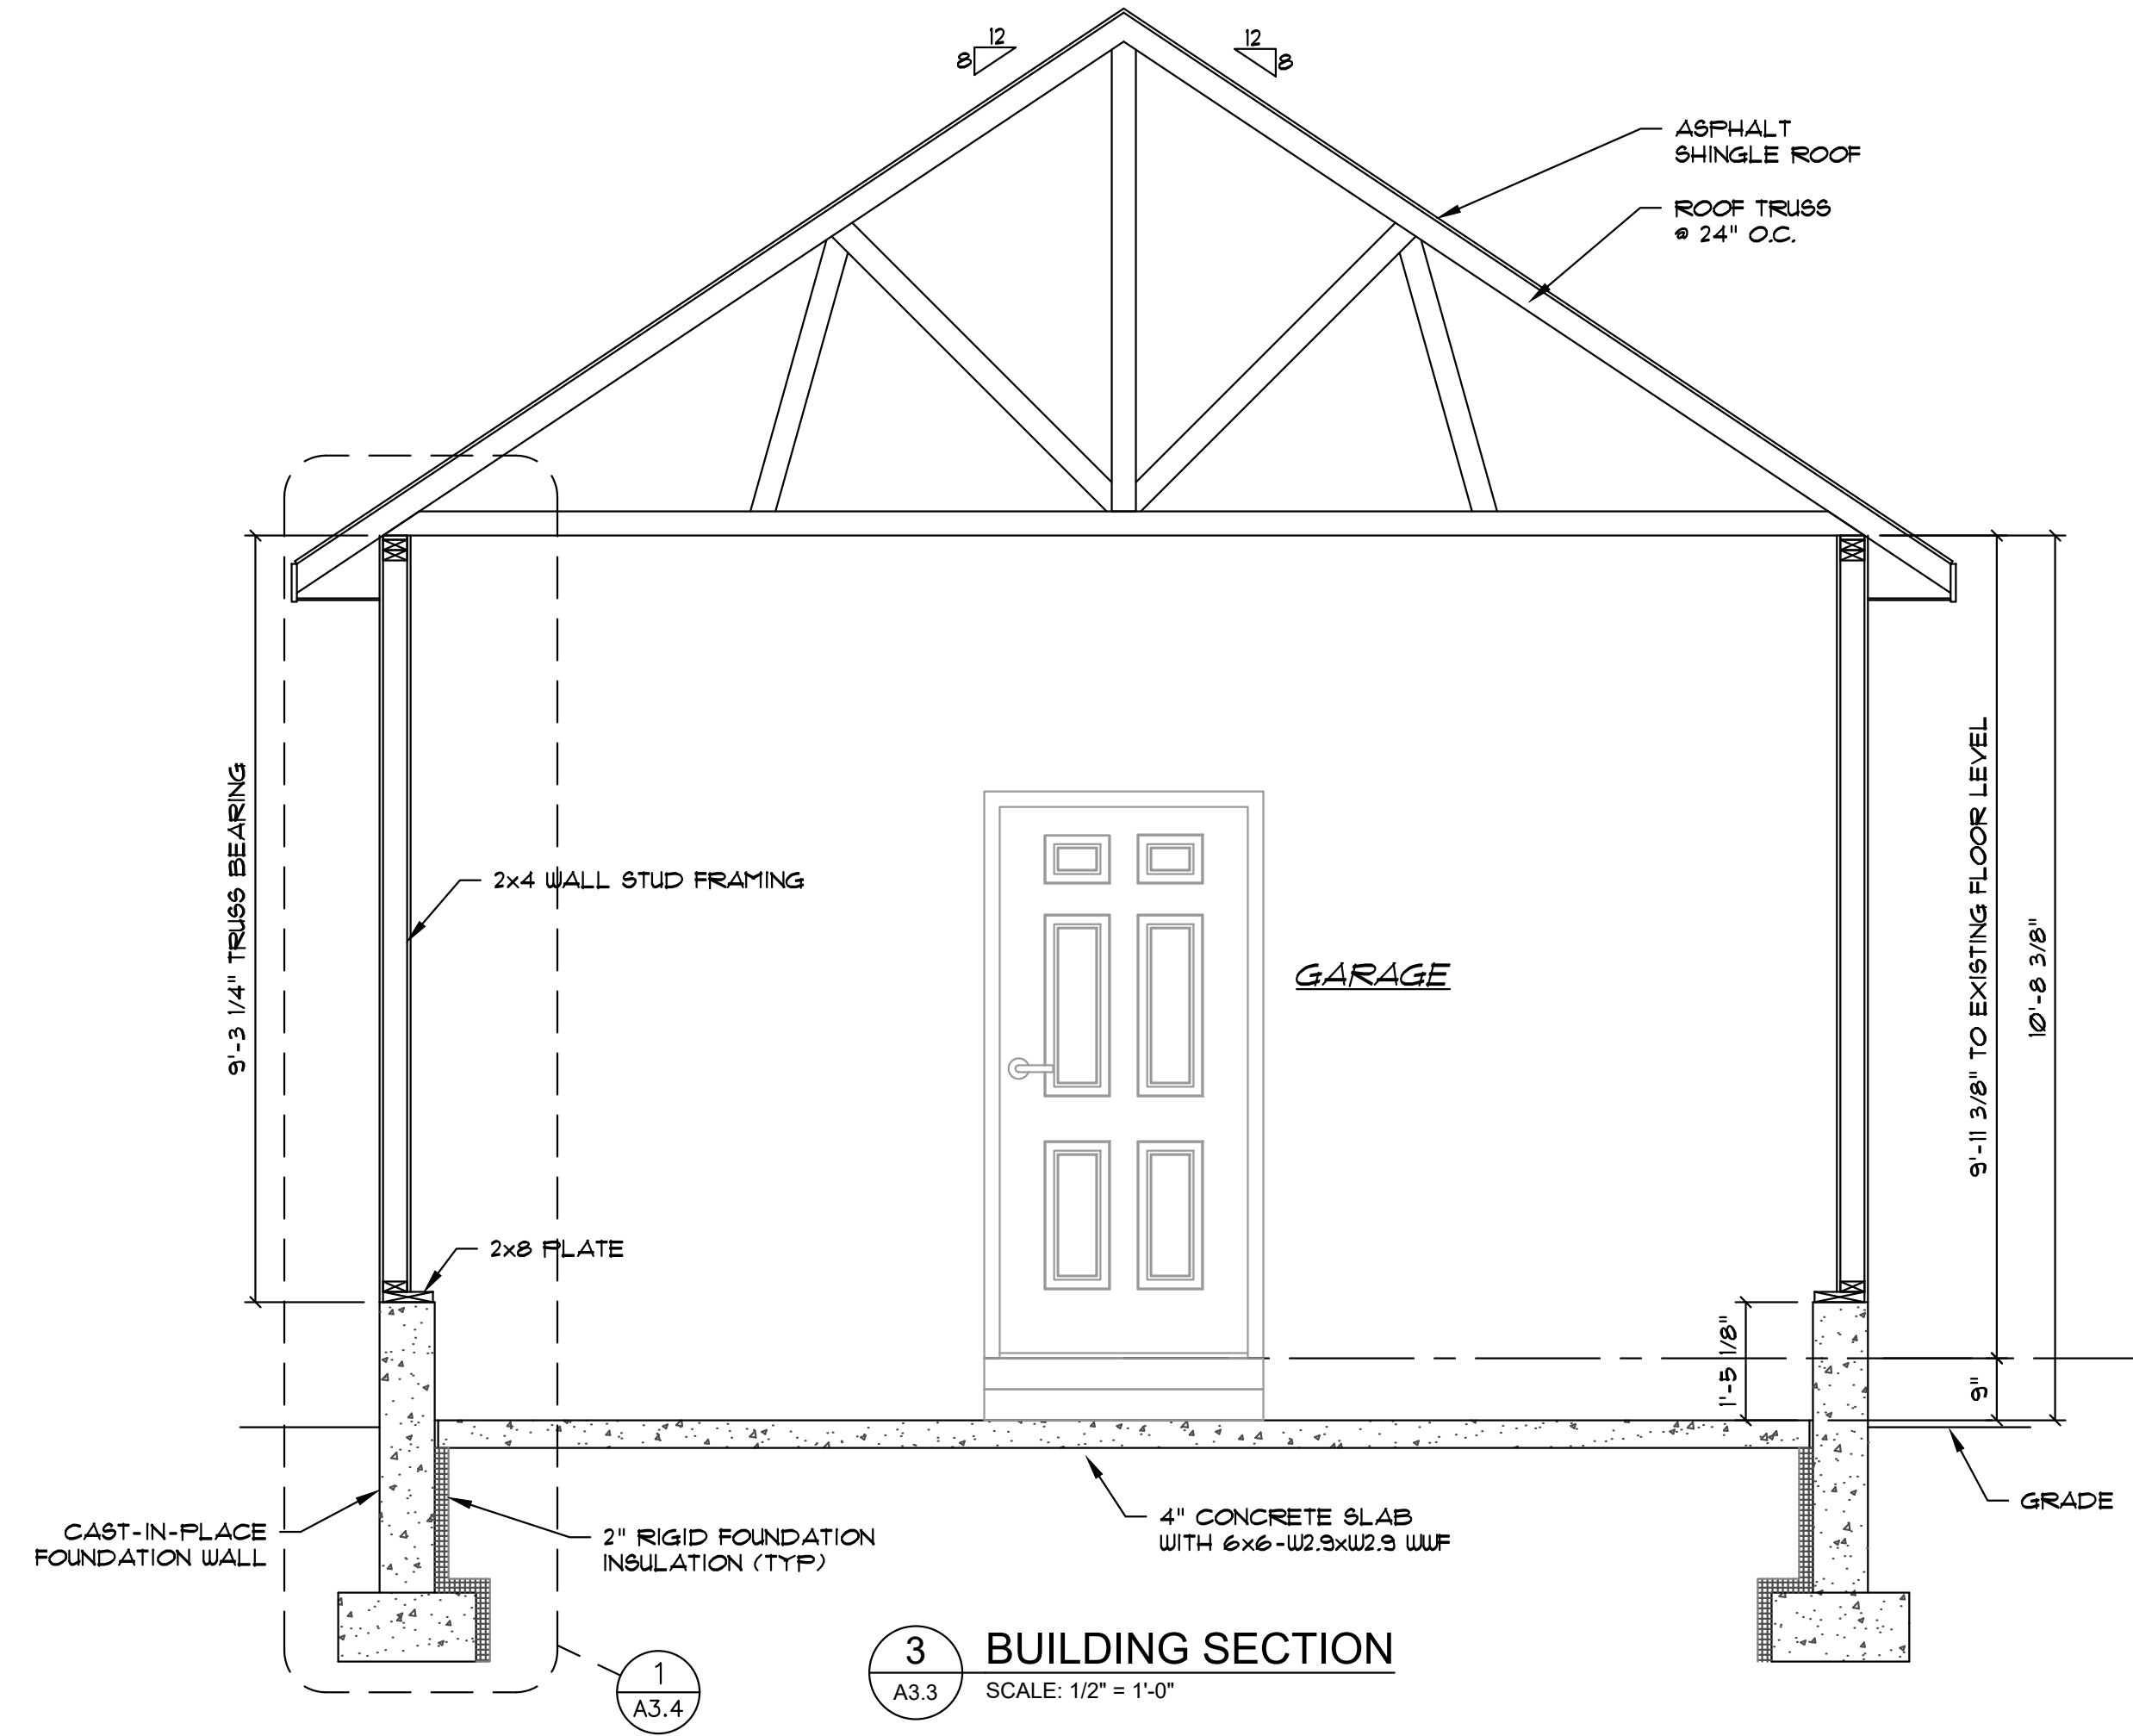 12
8
12
8
ASPHALT
SHINGLE ROOF
ROOF TRUSS
@ 24" O.C.
9'-3 1/4" TRUSS BEARING
2x4 WALL STUD FRAMING
GARAGE
9'-11 3/8" TO EXISTING FLOOR LEVEL
10'-8 3/8"
2x8 PLATE
1'-5 1/8"
9"
CAST-IN-PLACE
FOUNDATION WALL
2" RIGID FOUNDATION
INSULATION (TYP)
4" CONCRETE SLAB
WITH 6x6-W2.9xW2.9 WWF
GRADE
1
A3.4
3
A3.3
BUILDING SECTION
SCALE: 1/2" = 1'-0"